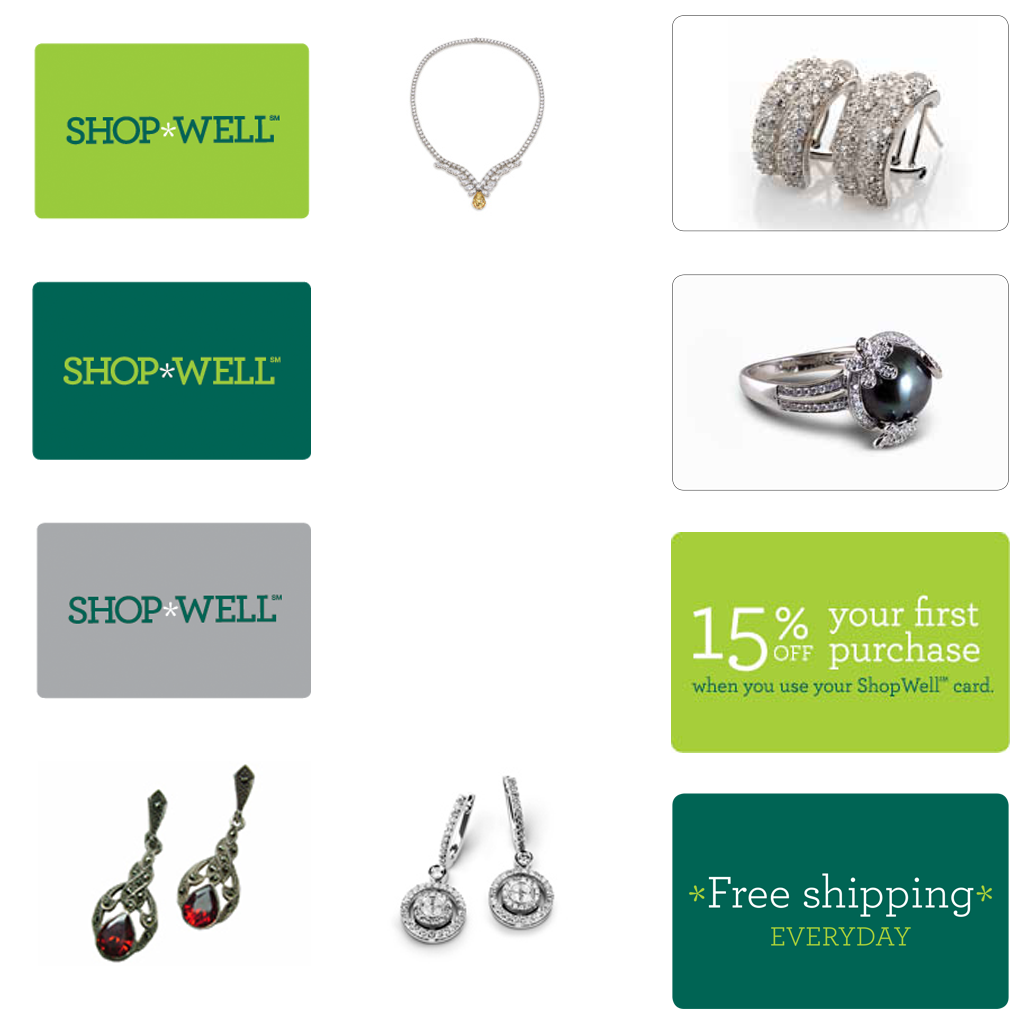 SHOP*WELL℠
SHOP*WELL℠
SHOP*WELL℠
15% OFF your first
purchase
when you use your ShopWell℠ card.
*Free shipping*
EVERYDAY